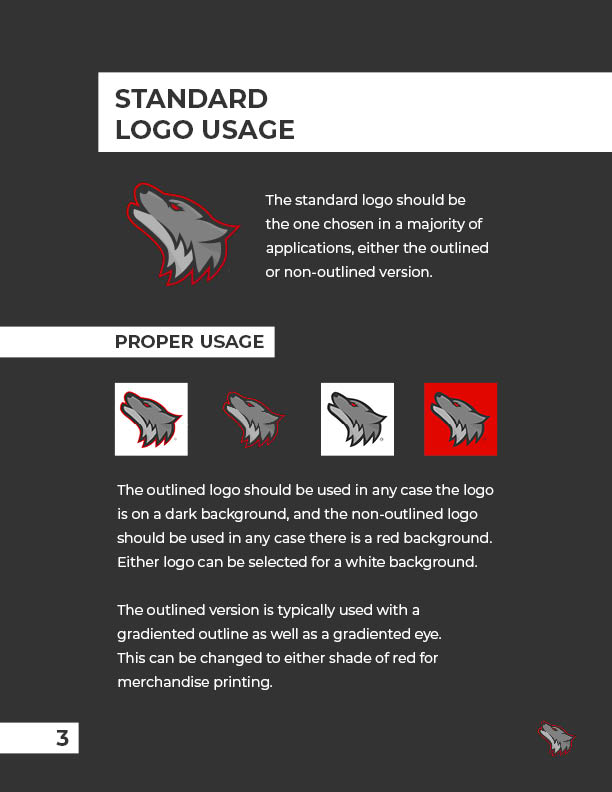 STANDARD
LOGO USAGE
The standard logo should be
the one chosen in a majority of
applications, either the outlined
or non-outlined version.
PROPER USAGE
The outlined logo should be used in any case the logo
is on a dark background, and the non-outlined logo
should be used in any case there is a red background.
Either logo can be selected for a white background.
The outlined version is typically used with a
gradiented outline as well as a gradiented eye.
This can be changed to either shade of red for
merchandise printing.
3